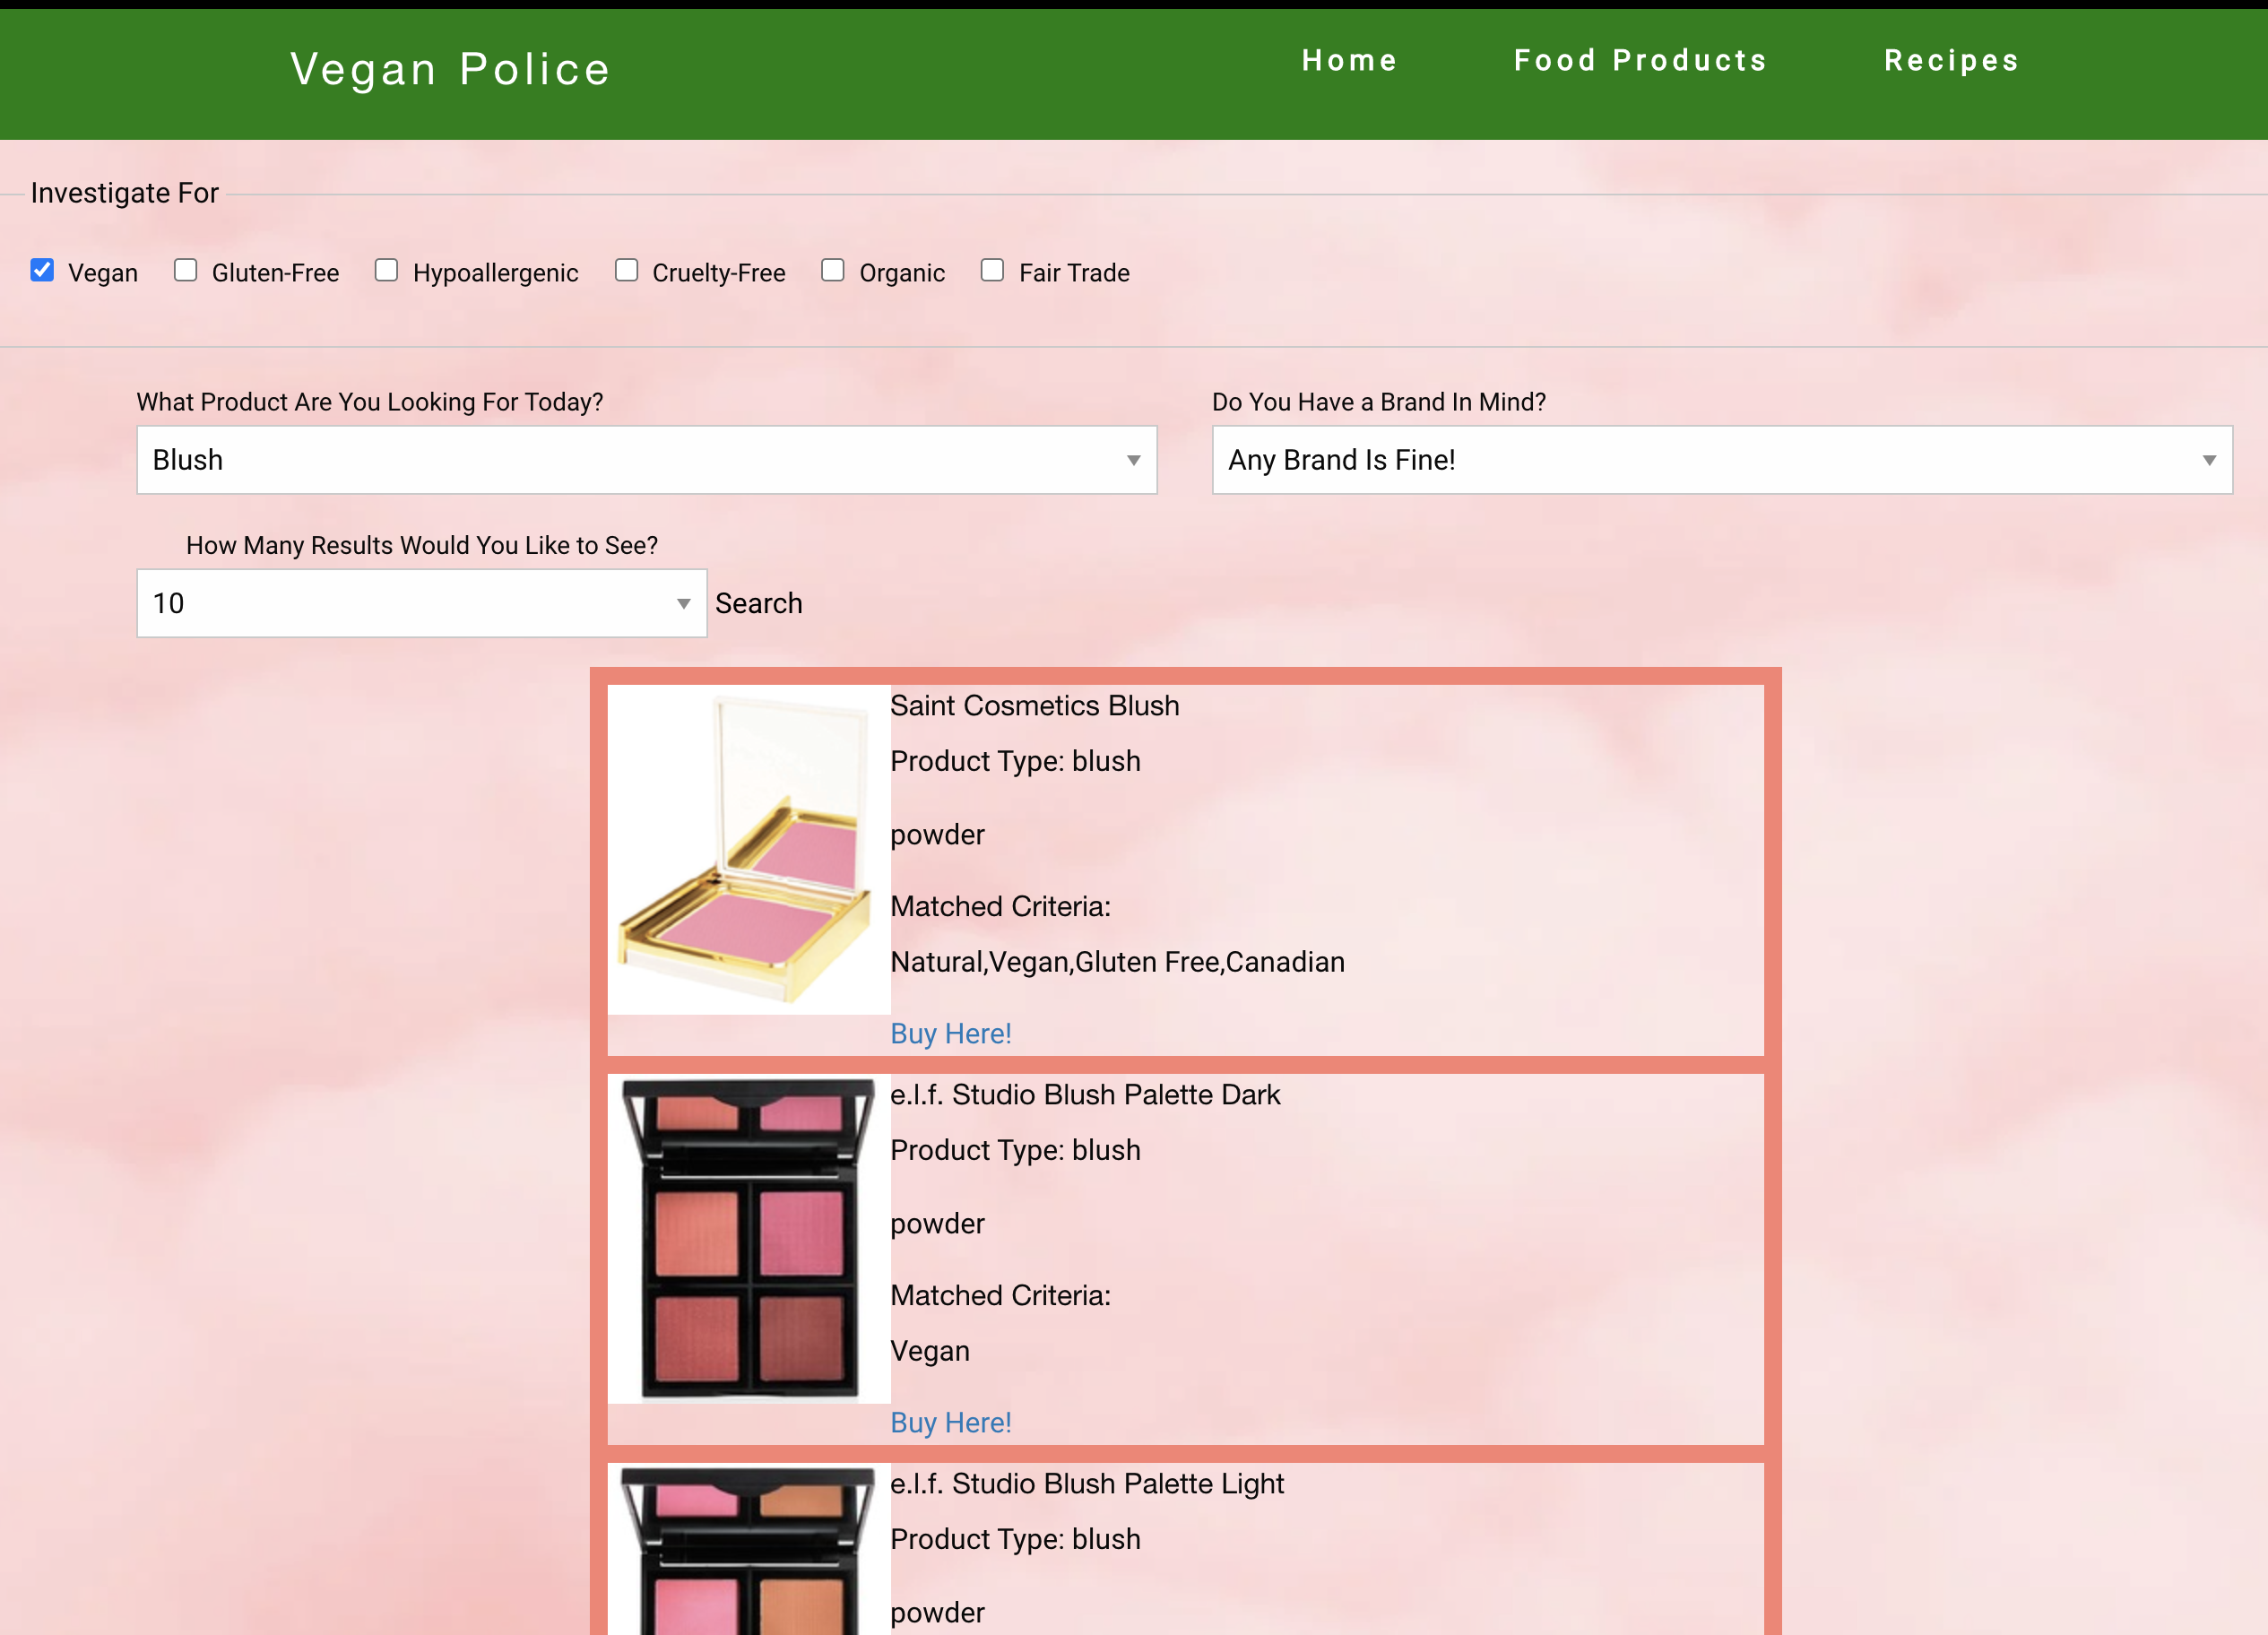 Vegan Police
Home Food Products Recipes
Investigate For
Vegan Gluten-Free Hypoallergenic Cruelty-Free Organic Fair Trade
What Product Are You Looking For Today?
Blush
Do You Have a Brand In Mind?
Any Brand Is Fine!
How Many Results Would You Like to See?
10 Search
Saint Cosmetics Blush
Product Type: blush
powder
Matched Criteria:
Natural,Vegan,Gluten Free,Canadian
Buy Here!
e.l.f. Studio Blush Palette Dark
Product Type: blush
powder
Matched Criteria:
Vegan
Buy Here!
e.l.f. Studio Blush Palette Light
Product Type: blush
powder